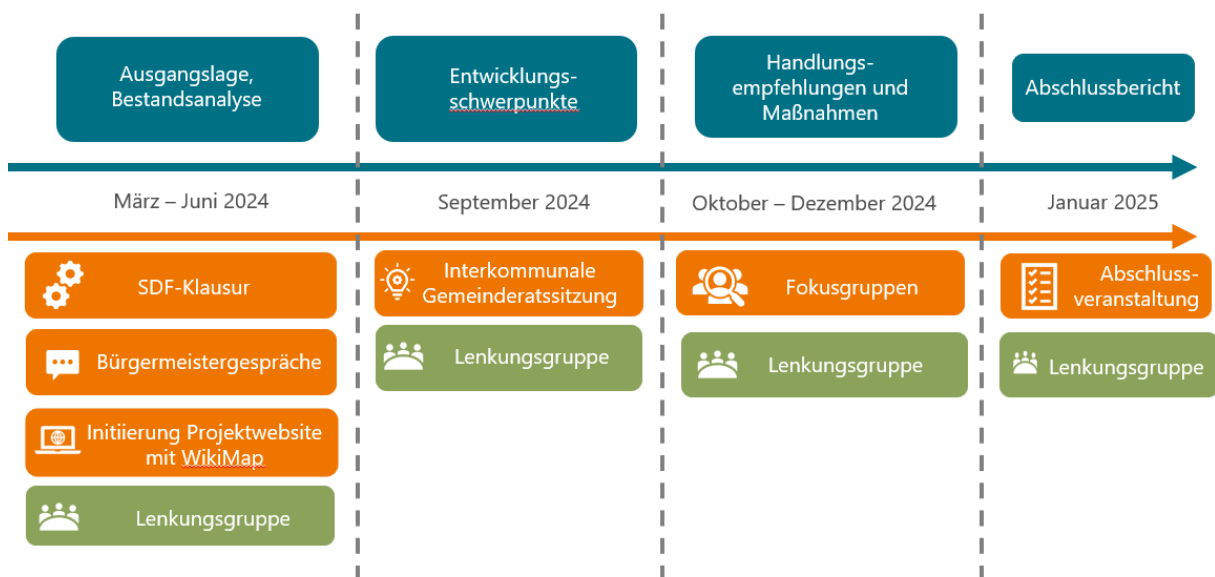 Ausgangslage,
Bestandsanalyse
Entwicklungs-
schwerpunkte
Handlungs-
empfehlungen und
Maßnahmen
Abschlussbericht
März – Juni 2024
September 2024
Oktober – Dezember 2024
Januar 2025
SDF-Klausur
Bürgermeistergespräche
Initiierung Projektwebsite
mit WikiMap
Lenkungsgruppe
Interkommunale
Gemeinderatssitzung
Lenkungsgruppe
Fokusgruppen
Lenkungsgruppe
Abschluss-
veranstaltung
Lenkungsgruppe